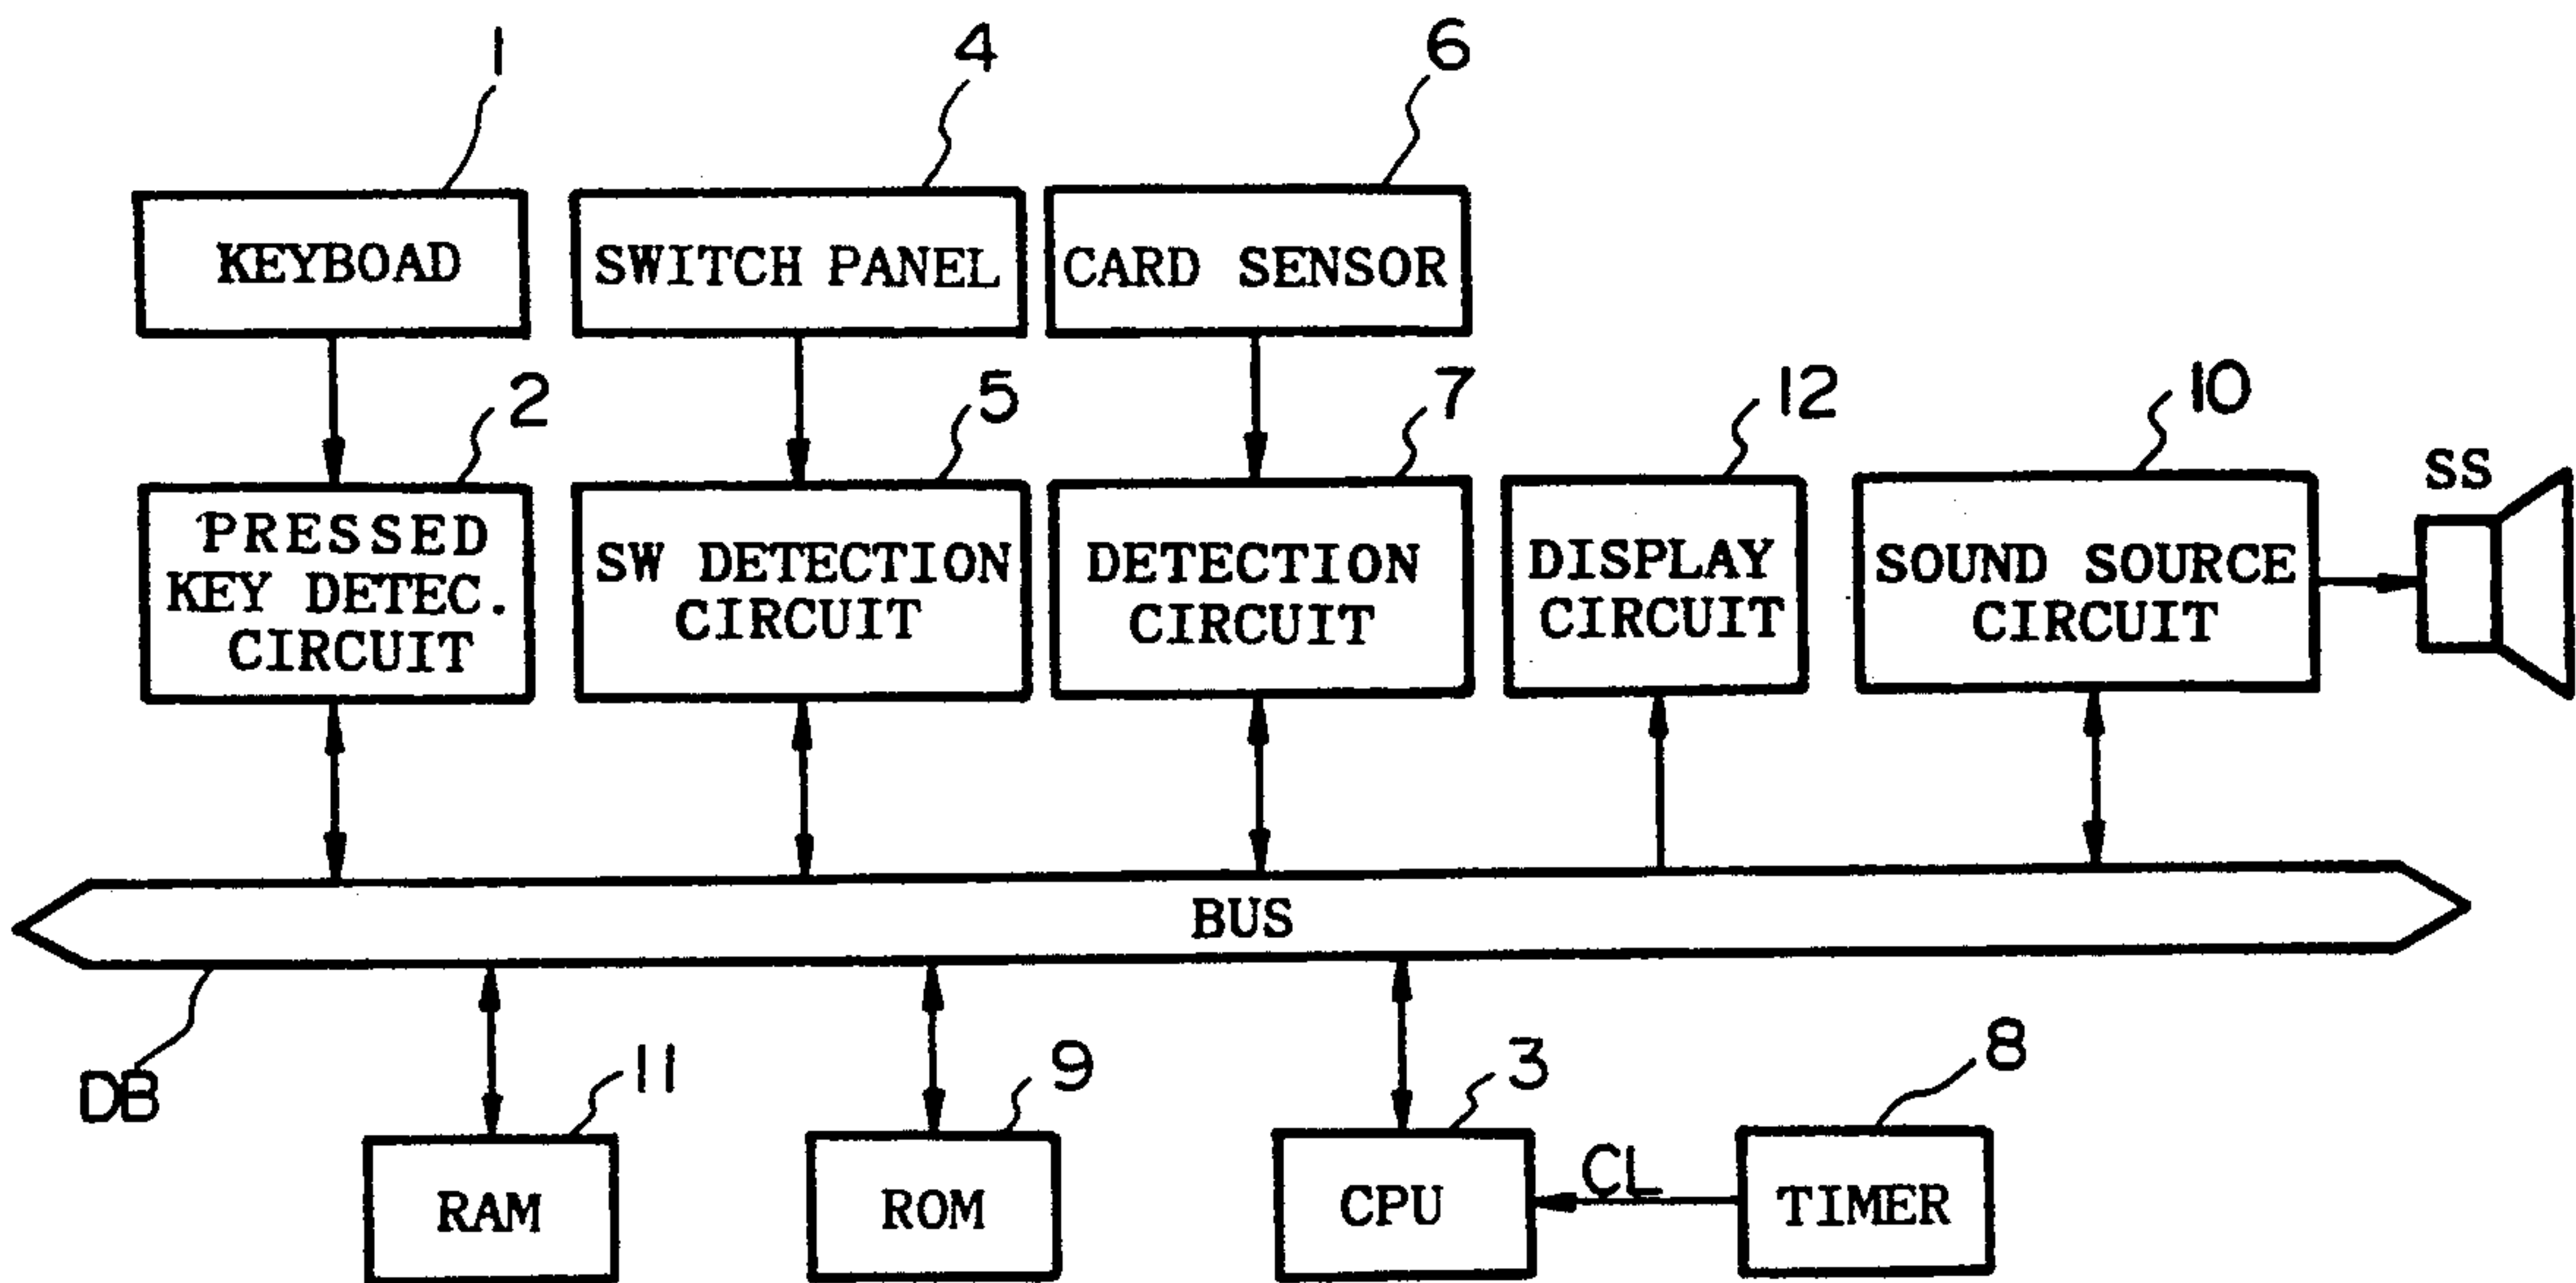 1
4
6
KEYBOAD
SWITCH PANEL
CARD SENSOR
2
5
7
12
10
SS
PRESSED
KEY DETEC.
CIRCUIT
SW DETECTION
CIRCUIT
DETECTION
CIRCUIT
DISPLAY
CIRCUIT
SOUND SOURCE
CIRCUIT
BUS
DB
11
9
3
8
RAM
ROM
CPU
CL
TIMER